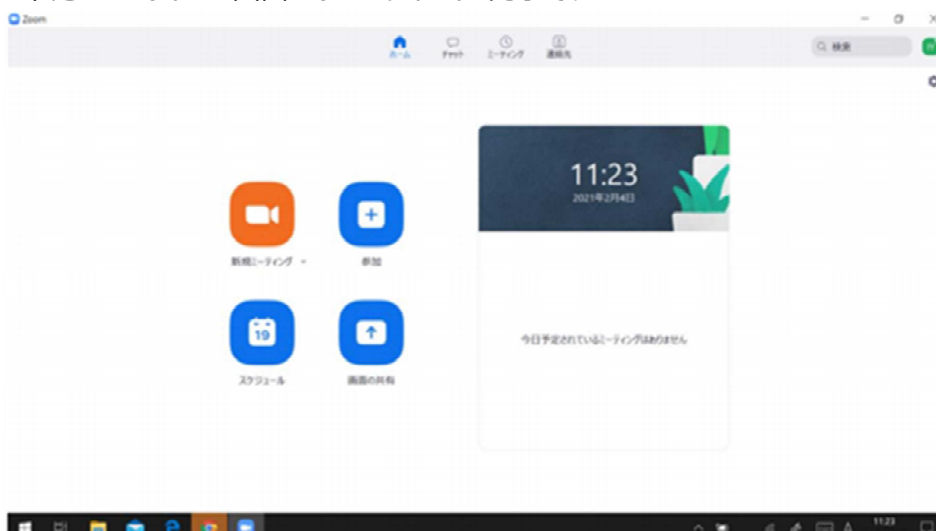 Zoom
ホーム チャット ミーティング 連絡先
検索
11:23
2021年2月4日
新規ミーティング
参加
19
スケジュール
画面の共有
今日予定されているミーティングはありません
A
11:23